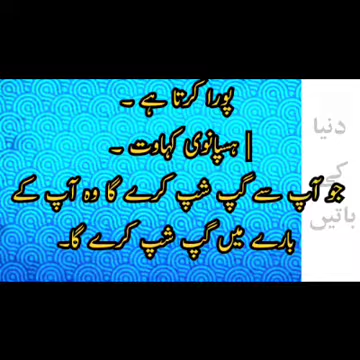 پورا کرتا ہے ۔
| ہسپانوی کہاوت ۔
جو آپ سے گپ شپ کرے گا وہ آپ کے
بارے میں گپ شپ کرے گا۔
دنیا
کے
باتیں